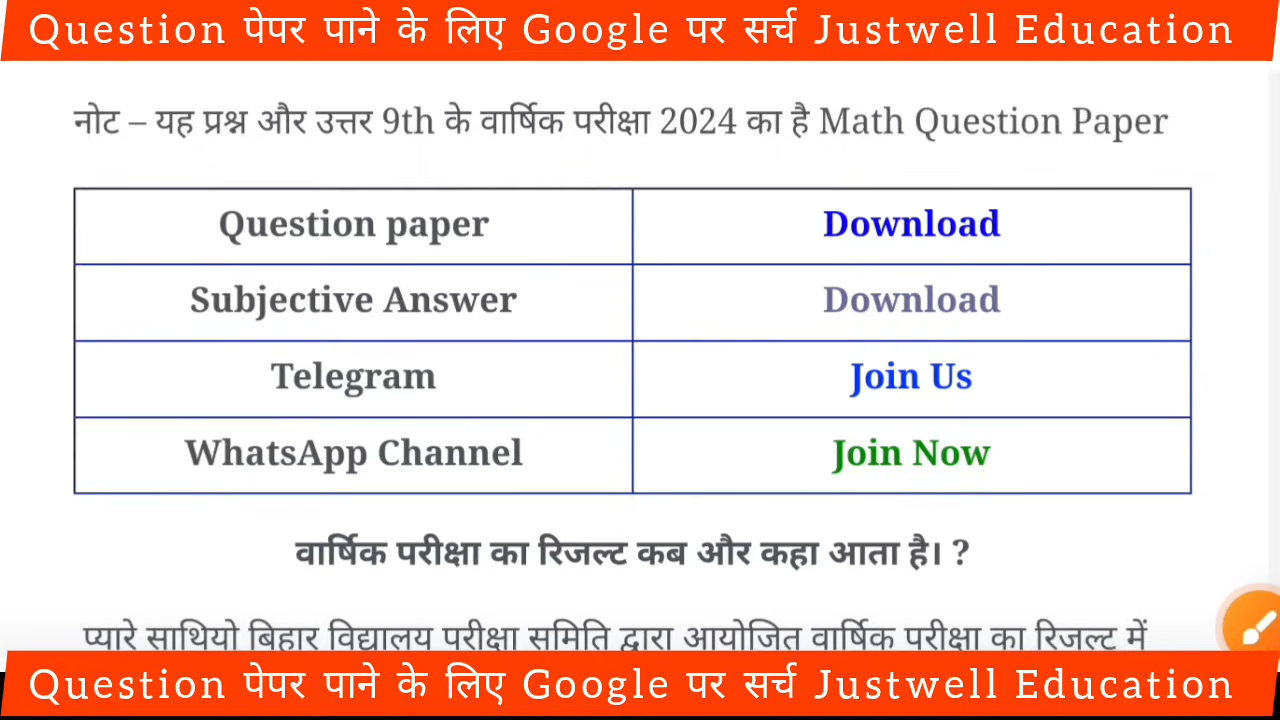 Question पेपर पाने के लिए Google पर सर्च Justwell Education
नोट – यह प्रश्न और उत्तर 9th के वार्षिक परीक्षा 2024 का है Math Question Paper
Question paper Download
Subjective Answer Download
Telegram Join Us
WhatsApp Channel Join Now
वार्षिक परीक्षा का रिजल्ट कब और कहा आता है। ?
प्यारे साथियो बिहार विद्यालय परीक्षा समिति द्वारा आयोजित वार्षिक परीक्षा का रिजल्ट में
Question पेपर पाने के लिए Google पर सर्च Justwell Education